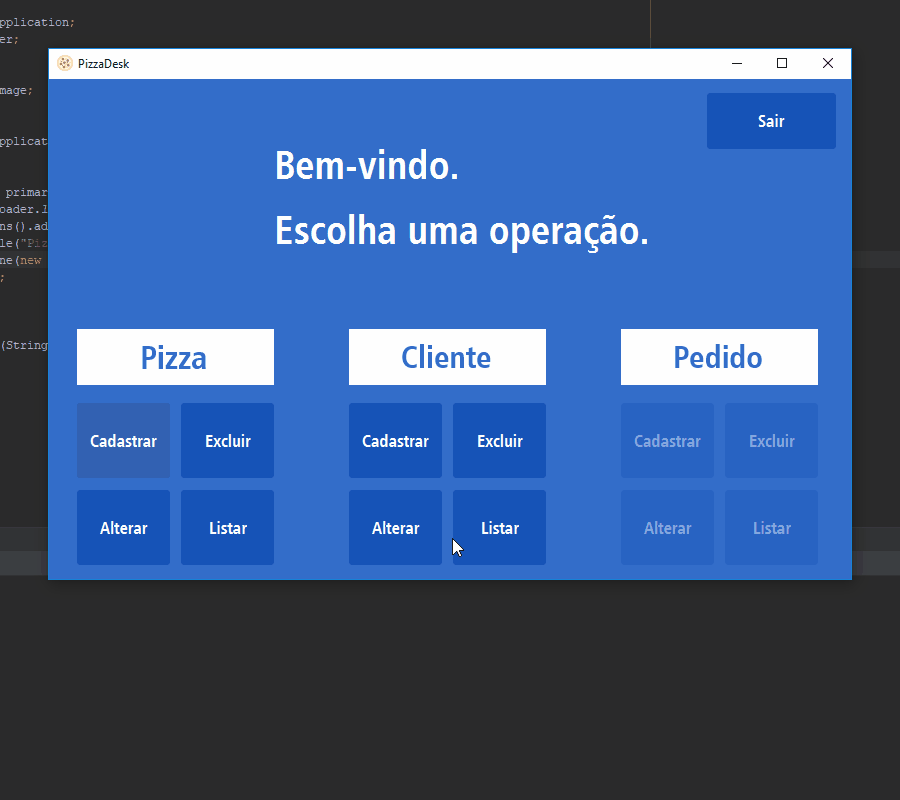 pplication;
er;
PizzaDesk
mage;
Sair
pplicat
Bem-vindo.
primar
oader.l
ns().ad
Escolha uma operação.
le("Piz
ne(new
;
(String
Pizza
Cliente
Pedido
Cadastrar Excluir
Cadastrar Excluir
Cadastrar Excluir
Alterar Listar
Alterar Listar
Alterar Listar